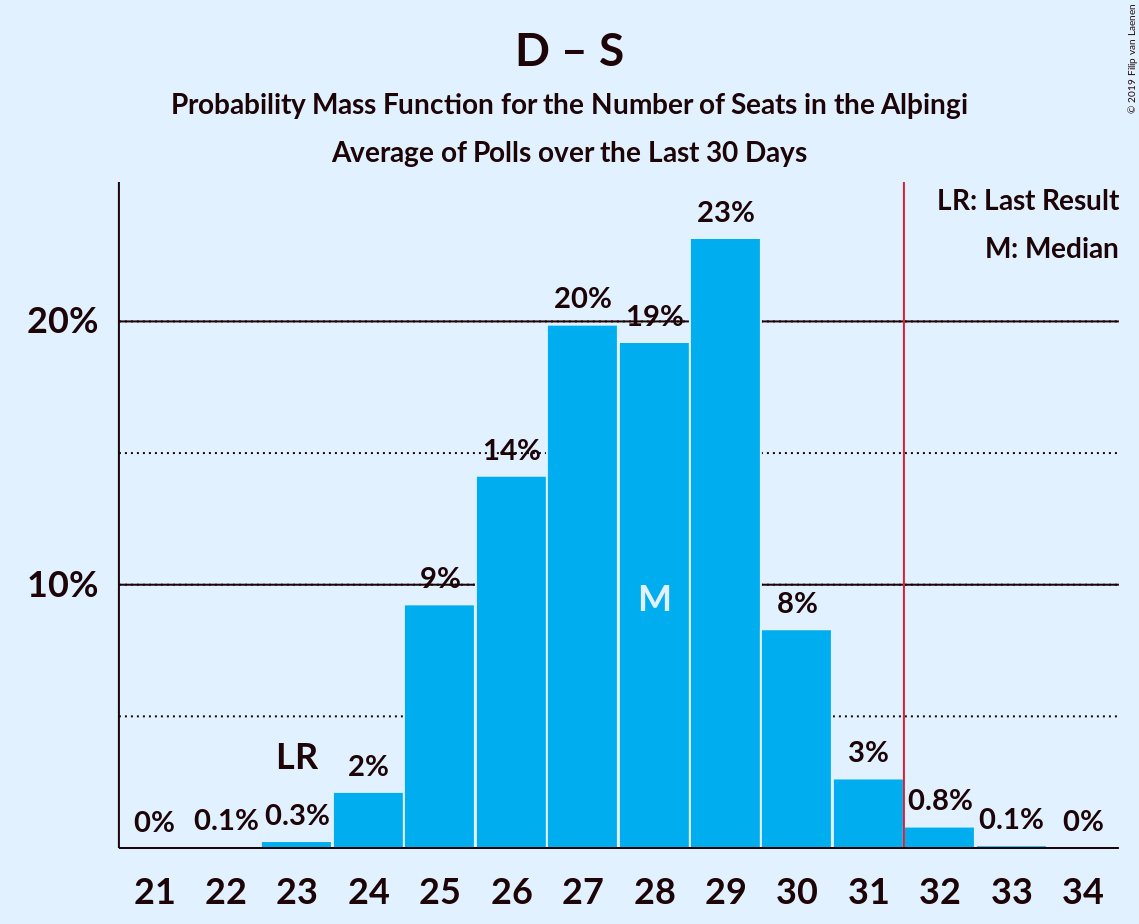 D – S
Probability Mass Function for the Number of Seats in the Alþingi
Average of Polls over the Last 30 Days
© 2019 Filip van Laenen
LR: Last Result
M: Median
23%
20%
19%
14%
9%
8%
3%
2%
0.8%
0.3%
0.1%
0.1%
0%
0%
20%
10%
LR
M
21 22 23 24 25 26 27 28 29 30 31 32 33 34